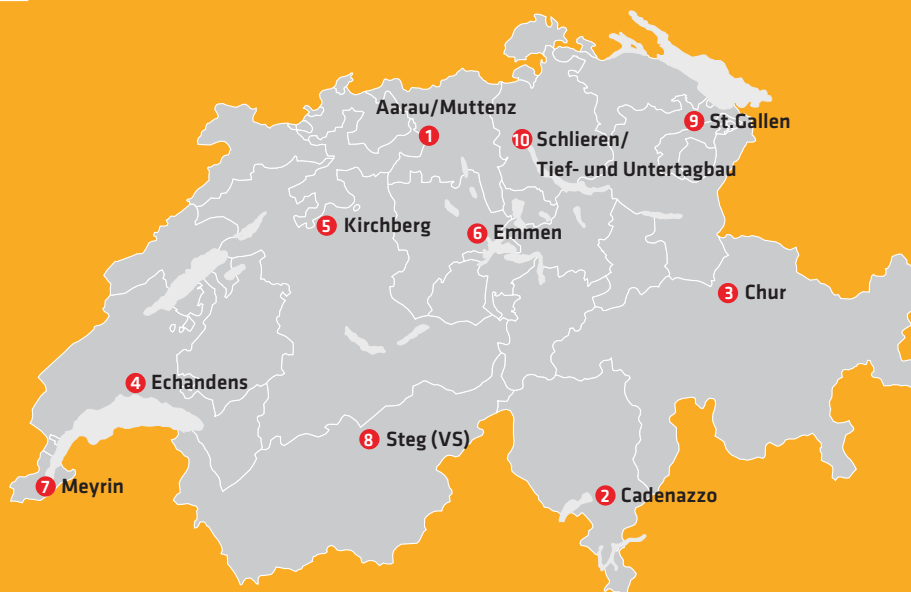 Aarau/Muttenz
1
10 Schlieren/
Tief- und Untertagbau
9 St.Gallen
5 Kirchberg
6 Emmen
3 Chur
4 Echandens
8 Steg (VS)
7 Meyrin
2 Cadenazzo